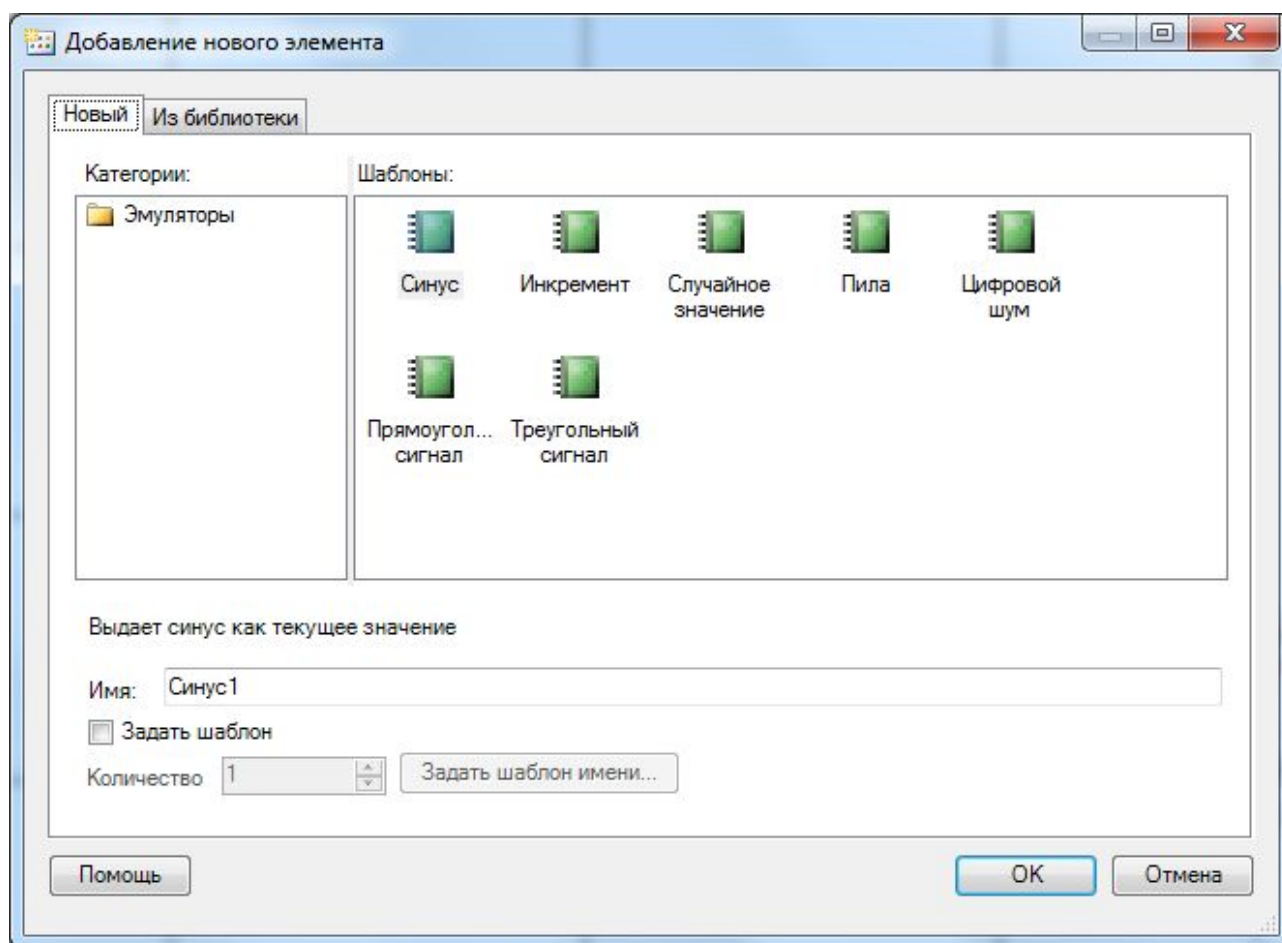 Добавление нового элемента
Новый
Из библиотеки
Категории:
Шаблоны:
Эмуляторы
Синус
Инкремент
Случайное
значение
Пила
Цифровой
шум
Прямоугол...
сигнал
Треугольный
сигнал
Выдает синус как текущее значение
Имя:
Синус1
Задать шаблон
Количество
1
Задать шаблон имени...
Помощь
OK
Отмена